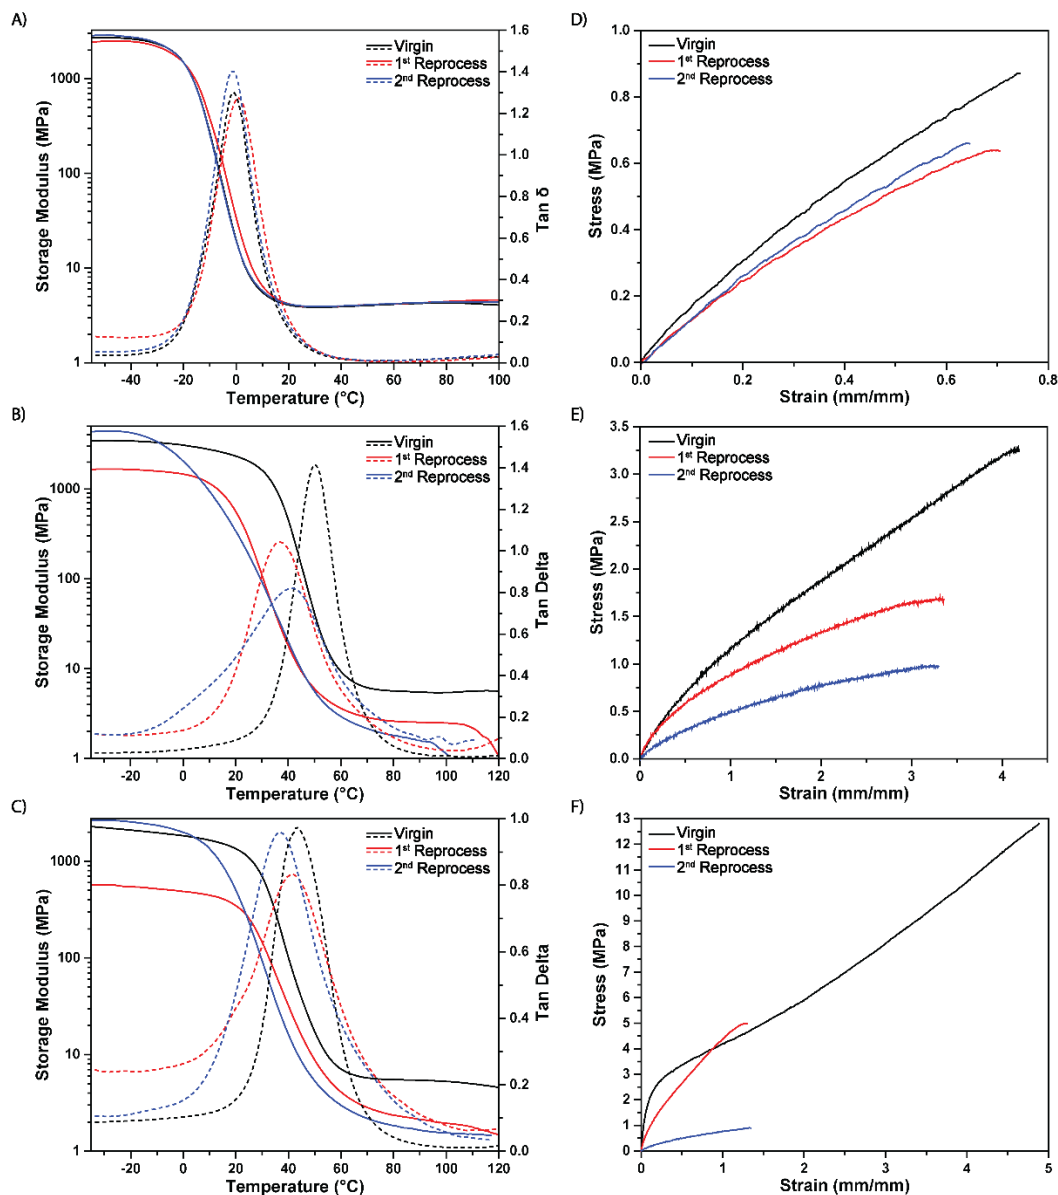 A)
1000
100
10
1
Storage Modulus (MPa)
-40
-20
0
20
40
60
80
100
Temperature (°C)
1.6
1.4
1.2
1.0
0.8
0.6
0.4
0.2
0.0
Tan δ
Virgin
1st Reprocess
2nd Reprocess
D)
1.0
0.8
0.6
0.4
0.2
0.0
Stress (MPa)
0.0
0.2
0.4
0.6
0.8
Strain (mm/mm)
Virgin
1st Reprocess
2nd Reprocess
B)
1000
100
10
1
Storage Modulus (MPa)
-20
0
20
40
60
80
100
120
Temperature (°C)
1.6
1.4
1.2
1.0
0.8
0.6
0.4
0.2
0.0
Tan Delta
Virgin
1st Reprocess
2nd Reprocess
E)
3.5
3.0
2.5
2.0
1.5
1.0
0.5
0.0
Stress (MPa)
0
1
2
3
4
Strain (mm/mm)
Virgin
1st Reprocess
2nd Reprocess
C)
1000
100
10
1
Storage Modulus (MPa)
-20
0
20
40
60
80
100
120
Temperature (°C)
1.0
0.8
0.6
0.4
0.2
0.0
Tan Delta
Virgin
1st Reprocess
2nd Reprocess
F)
13
12
11
10
9
8
7
6
5
4
3
2
1
0
Stress (MPa)
0
1
2
3
4
5
Strain (mm/mm)
Virgin
1st Reprocess
2nd Reprocess